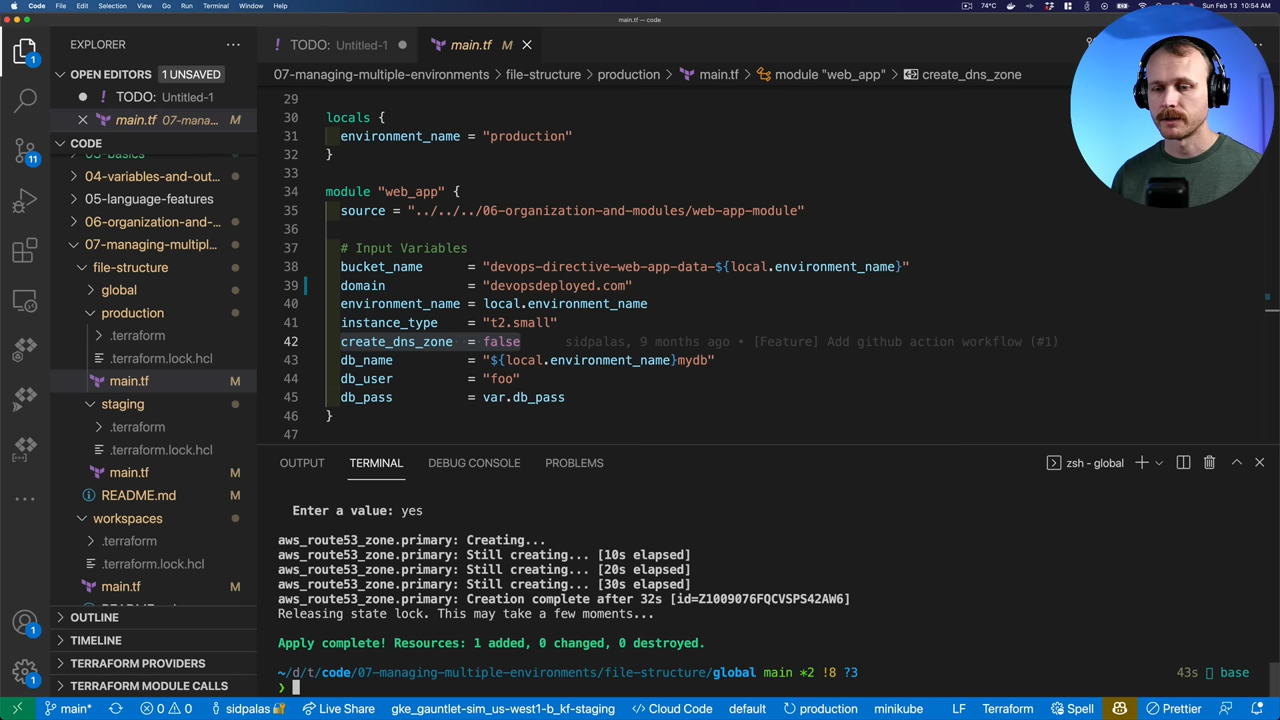 Code File Edit Selection View Go Run Terminal Window Help
74°C Sun Feb 13 10:54 AM
main.tf — code
EXPLORER
OPEN EDITORS 1 UNSAVED
TODO: Untitled-1
main.tf 07-mana... M
CODE
03-basics
04-variables-and-out...
05-language-features
06-organization-and-...
07-managing-multipl...
file-structure
global
production
.terraform
.terraform.lock.hcl
main.tf M
staging
.terraform
.terraform.lock.hcl
main.tf M
README.md M
workspaces
.terraform
.terraform.lock.hcl
main.tf M
OUTLINE
TIMELINE
TERRAFORM PROVIDERS
TERRAFORM MODULE CALLS
1
11
1
1
! TODO: Untitled-1
main.tf M
07-managing-multiple-environments > file-structure > production > main.tf > module "web_app" > create_dns_zone
29
30 locals {
31 environment_name = "production"
32 }
33
34 module "web_app" {
35 source = "../../../06-organization-and-modules/web-app-module"
36
37 # Input Variables
38 bucket_name = "devops-directive-web-app-data-${local.environment_name}"
39 domain = "devopsdeployed.com"
40 environment_name = local.environment_name
41 instance_type = "t2.small"
42 create_dns_zone = false sidpalas, 9 months ago • [Feature] Add github action workflow (#1)
43 db_name = "${local.environment_name}mydb"
44 db_user = "foo"
45 db_pass = var.db_pass
46 }
47
OUTPUT TERMINAL DEBUG CONSOLE PROBLEMS
zsh - global
Enter a value: yes
aws_route53_zone.primary: Creating...
aws_route53_zone.primary: Still creating... [10s elapsed]
aws_route53_zone.primary: Still creating... [20s elapsed]
aws_route53_zone.primary: Still creating... [30s elapsed]
aws_route53_zone.primary: Creation complete after 32s [id=Z1009076FQCVSPS42AW6]
Releasing state lock. This may take a few moments...
Apply complete! Resources: 1 added, 0 changed, 0 destroyed.
~/d/t/code/07-managing-multiple-environments/file-structure/global main *2 !8 ?3 43s base
❯
main* 0 0 sidpalas Live Share gke_gauntlet-sim_us-west1-b_kf-staging Cloud Code default production minikube LF Terraform Spell Prettier